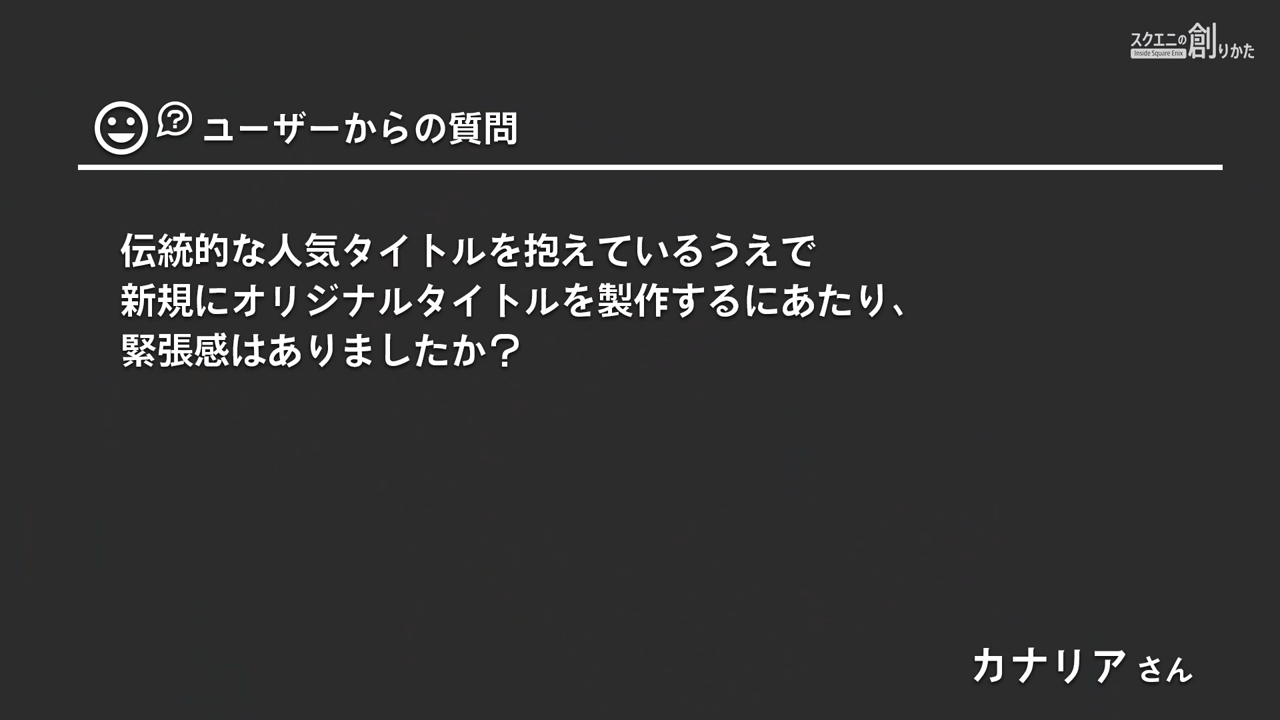 スクエニの創りかた
Inside Square Enix
ユーザーからの質問
伝統的な人気タイトルを抱えているうえで
新規にオリジナルタイトルを製作するにあたり、
緊張感はありましたか？
カナリアさん